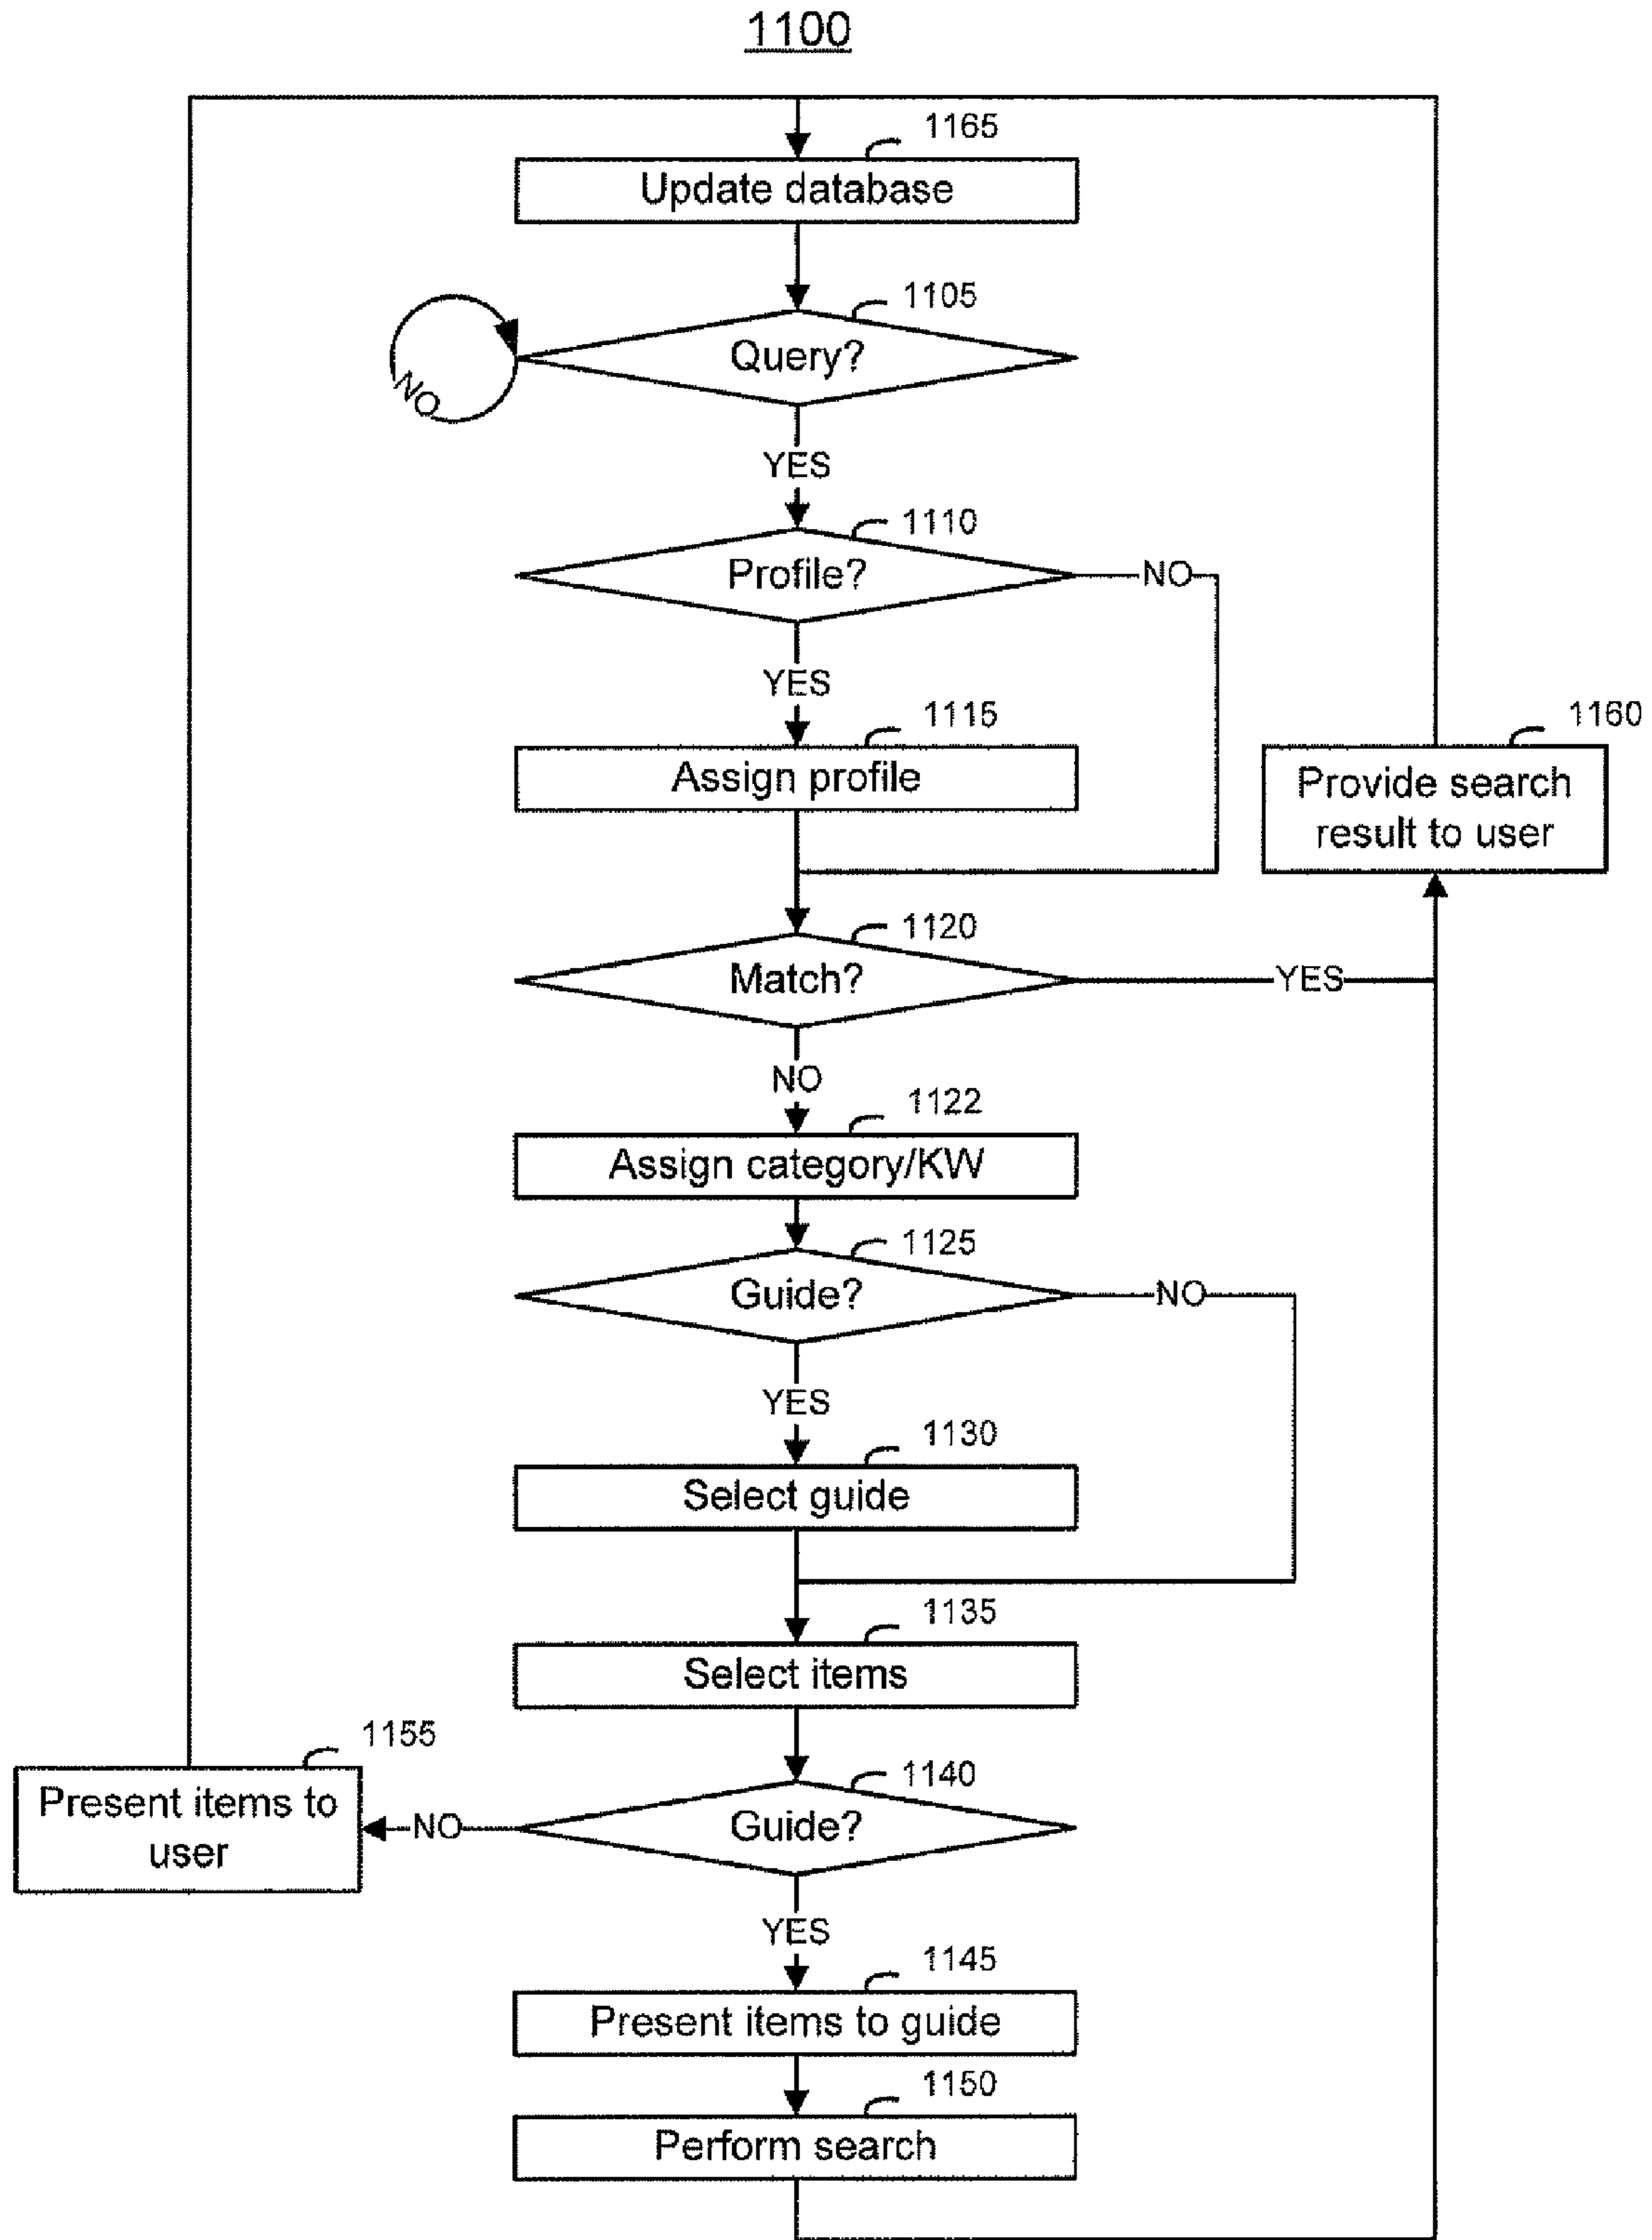 1100
1165
Update database
1105
Query?
NO
YES
1110
Profile?
NO
YES
1115
Assign profile
1160
Provide search
result to user
1120
Match?
YES
NO
1122
Assign category/KW
1125
Guide?
NO
YES
1130
Select guide
1135
Select items
1155
Present items to
user
1140
Guide?
NO
YES
1145
Present items to guide
1150
Perform search